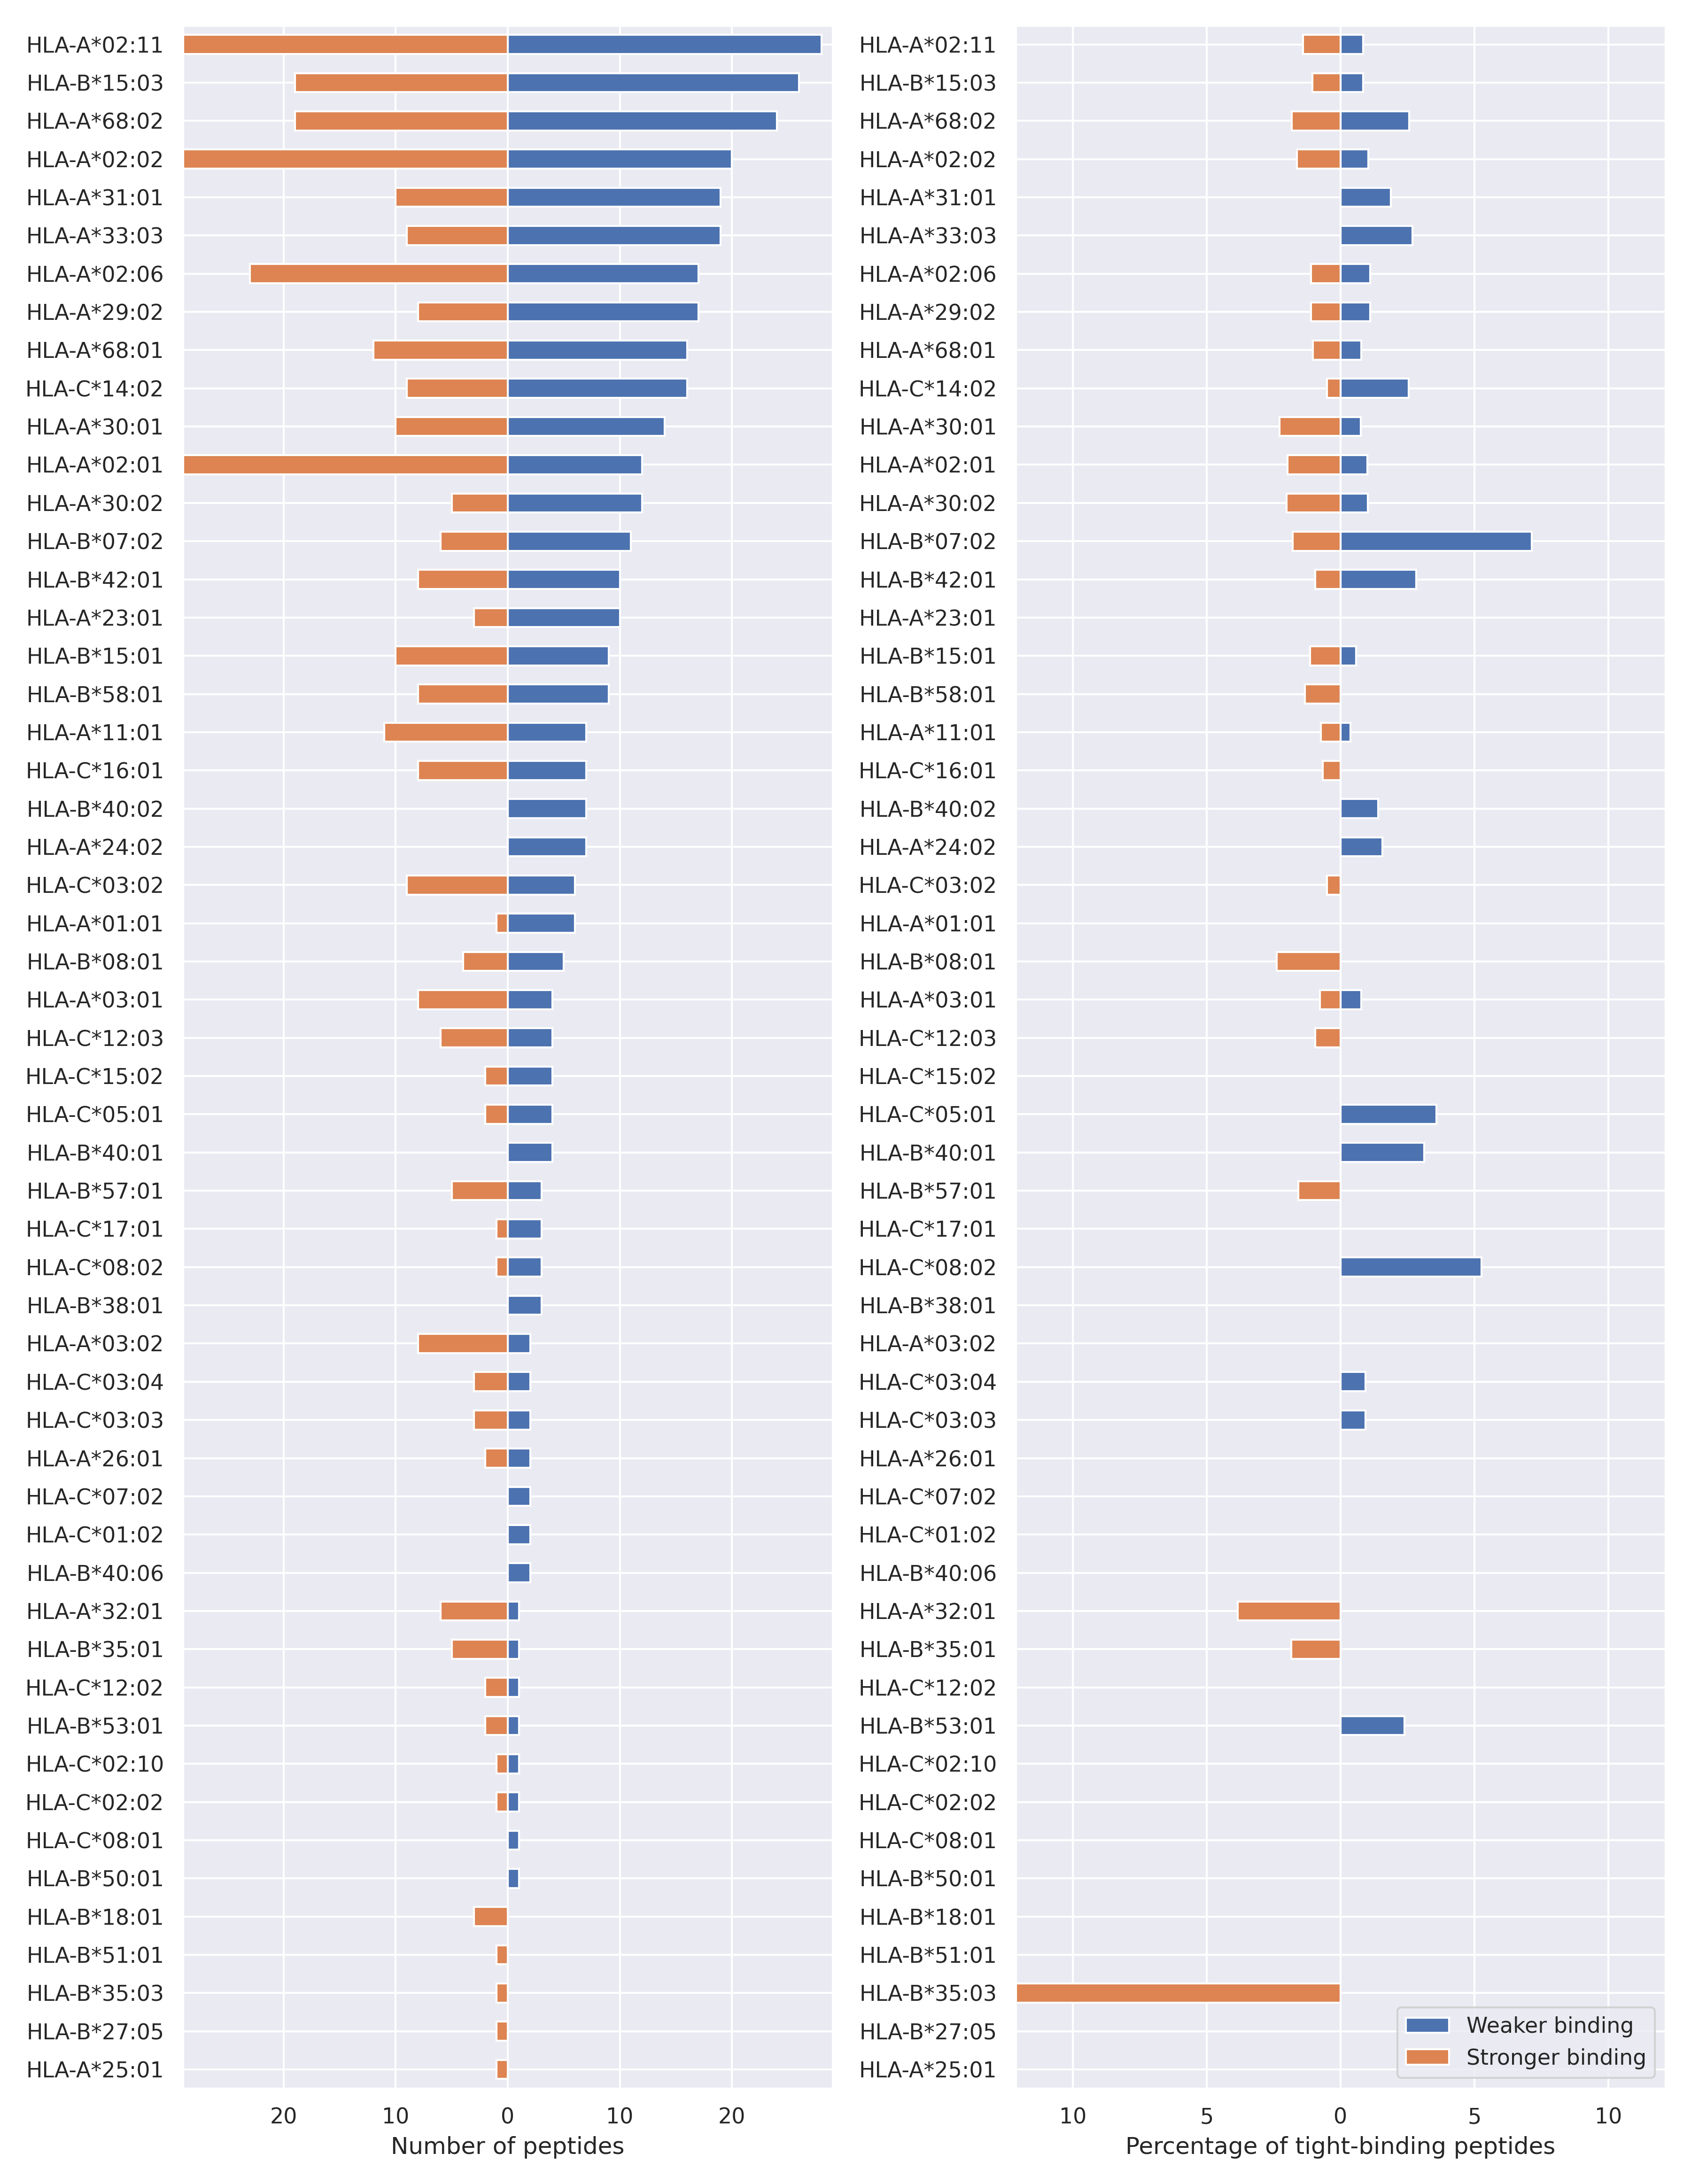 HLA-A*02:11
HLA-B*15:03
HLA-A*68:02
HLA-A*02:02
HLA-A*31:01
HLA-A*33:03
HLA-A*02:06
HLA-A*29:02
HLA-A*68:01
HLA-C*14:02
HLA-A*30:01
HLA-A*02:01
HLA-A*30:02
HLA-B*07:02
HLA-B*42:01
HLA-A*23:01
HLA-B*15:01
HLA-B*58:01
HLA-A*11:01
HLA-C*16:01
HLA-B*40:02
HLA-A*24:02
HLA-C*03:02
HLA-A*01:01
HLA-B*08:01
HLA-A*03:01
HLA-C*12:03
HLA-C*15:02
HLA-C*05:01
HLA-B*40:01
HLA-B*57:01
HLA-C*17:01
HLA-C*08:02
HLA-B*38:01
HLA-A*03:02
HLA-C*03:04
HLA-C*03:03
HLA-A*26:01
HLA-C*07:02
HLA-C*01:02
HLA-B*40:06
HLA-A*32:01
HLA-B*35:01
HLA-C*12:02
HLA-B*53:01
HLA-C*02:10
HLA-C*02:02
HLA-C*08:01
HLA-B*50:01
HLA-B*18:01
HLA-B*51:01
HLA-B*35:03
HLA-B*27:05
HLA-A*25:01
20 10 0 10 20
Number of peptides
HLA-A*02:11
HLA-B*15:03
HLA-A*68:02
HLA-A*02:02
HLA-A*31:01
HLA-A*33:03
HLA-A*02:06
HLA-A*29:02
HLA-A*68:01
HLA-C*14:02
HLA-A*30:01
HLA-A*02:01
HLA-A*30:02
HLA-B*07:02
HLA-B*42:01
HLA-A*23:01
HLA-B*15:01
HLA-B*58:01
HLA-A*11:01
HLA-C*16:01
HLA-B*40:02
HLA-A*24:02
HLA-C*03:02
HLA-A*01:01
HLA-B*08:01
HLA-A*03:01
HLA-C*12:03
HLA-C*15:02
HLA-C*05:01
HLA-B*40:01
HLA-B*57:01
HLA-C*17:01
HLA-C*08:02
HLA-B*38:01
HLA-A*03:02
HLA-C*03:04
HLA-C*03:03
HLA-A*26:01
HLA-C*07:02
HLA-C*01:02
HLA-B*40:06
HLA-A*32:01
HLA-B*35:01
HLA-C*12:02
HLA-B*53:01
HLA-C*02:10
HLA-C*02:02
HLA-C*08:01
HLA-B*50:01
HLA-B*18:01
HLA-B*51:01
HLA-B*35:03
HLA-B*27:05
HLA-A*25:01
Weaker binding
Stronger binding
10 5 0 5 10
Percentage of tight-binding peptides